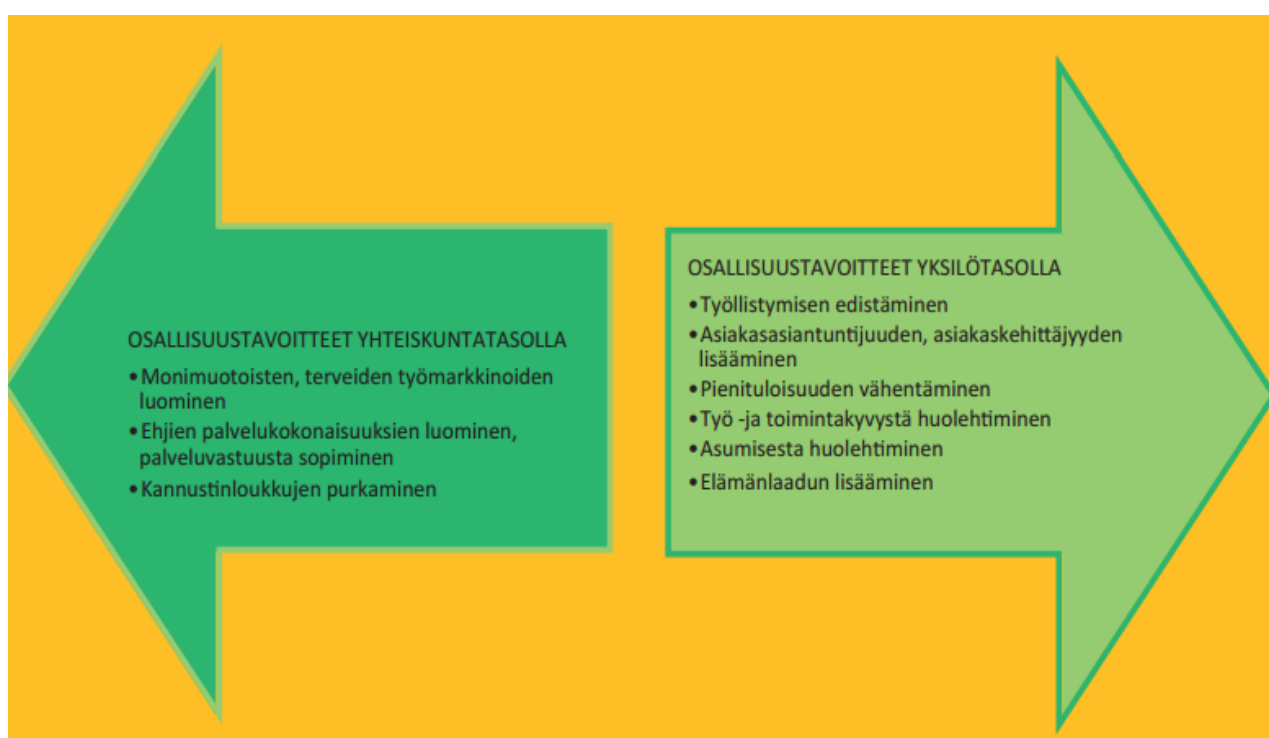 OSALLISUUSTAVOITTEET YHTEISKUNTATASOLLA
•Monimuotoisten, terveiden työmarkkinoiden
luominen
•Ehjien palvelukokonaisuuksien luominen,
palveluvastuusta sopiminen
•Kannustinloukkujen purkaminen
OSALLISUUSTAVOITTEET YKSILÖTASOLLA
•Työllistymisen edistäminen
•Asiakasasiantuntijuuden, asiakaskehittäjyyden
lisääminen
•Pienituloisuuden vähentäminen
•Työ -ja toimintakyvystä huolehtiminen
•Asumisesta huolehtiminen
•Elämänlaadun lisääminen